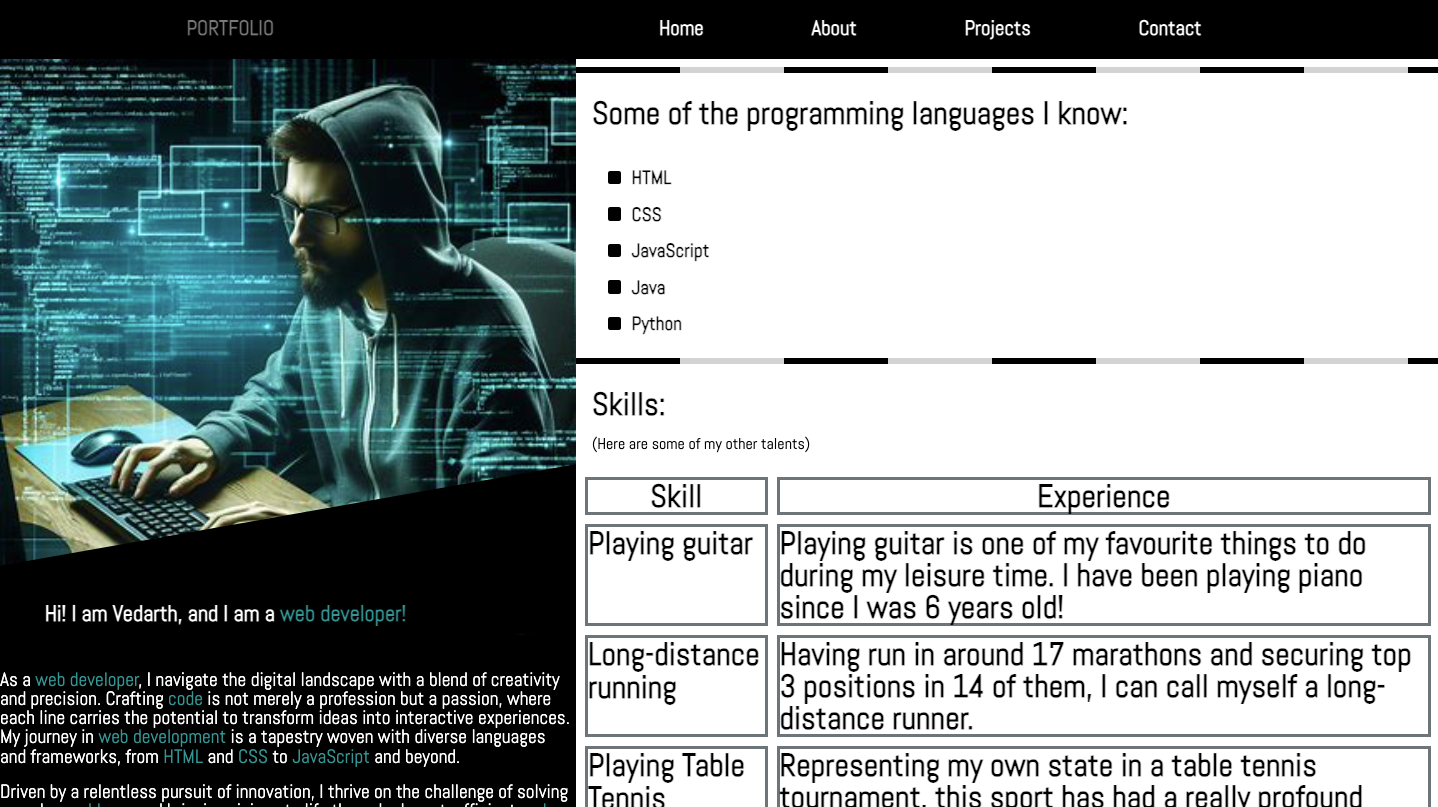 PORTFOLIO
Home
About
Projects
Contact
Hi! I am Vedarth, and I am a web developer!
As a web developer, I navigate the digital landscape with a blend of creativity
and precision. Crafting code is not merely a profession but a passion, where
each line carries the potential to transform ideas into interactive experiences.
My journey in web development is a tapestry woven with diverse languages
and frameworks, from HTML and CSS to JavaScript and beyond.
Driven by a relentless pursuit of innovation, I thrive on the challenge of solving
Some of the programming languages I know:
HTML
CSS
JavaScript
Java
Python
Skills:
(Here are some of my other talents)
Skill
Experience
Playing guitar
Playing guitar is one of my favourite things to do
during my leisure time. I have been playing piano
since I was 6 years old!
Long-distance
running
Having run in around 17 marathons and securing top
3 positions in 14 of them, I can call myself a long-
distance runner.
Playing Table
Tennis
Representing my own state in a table tennis
tournament, this sport has had a really profound